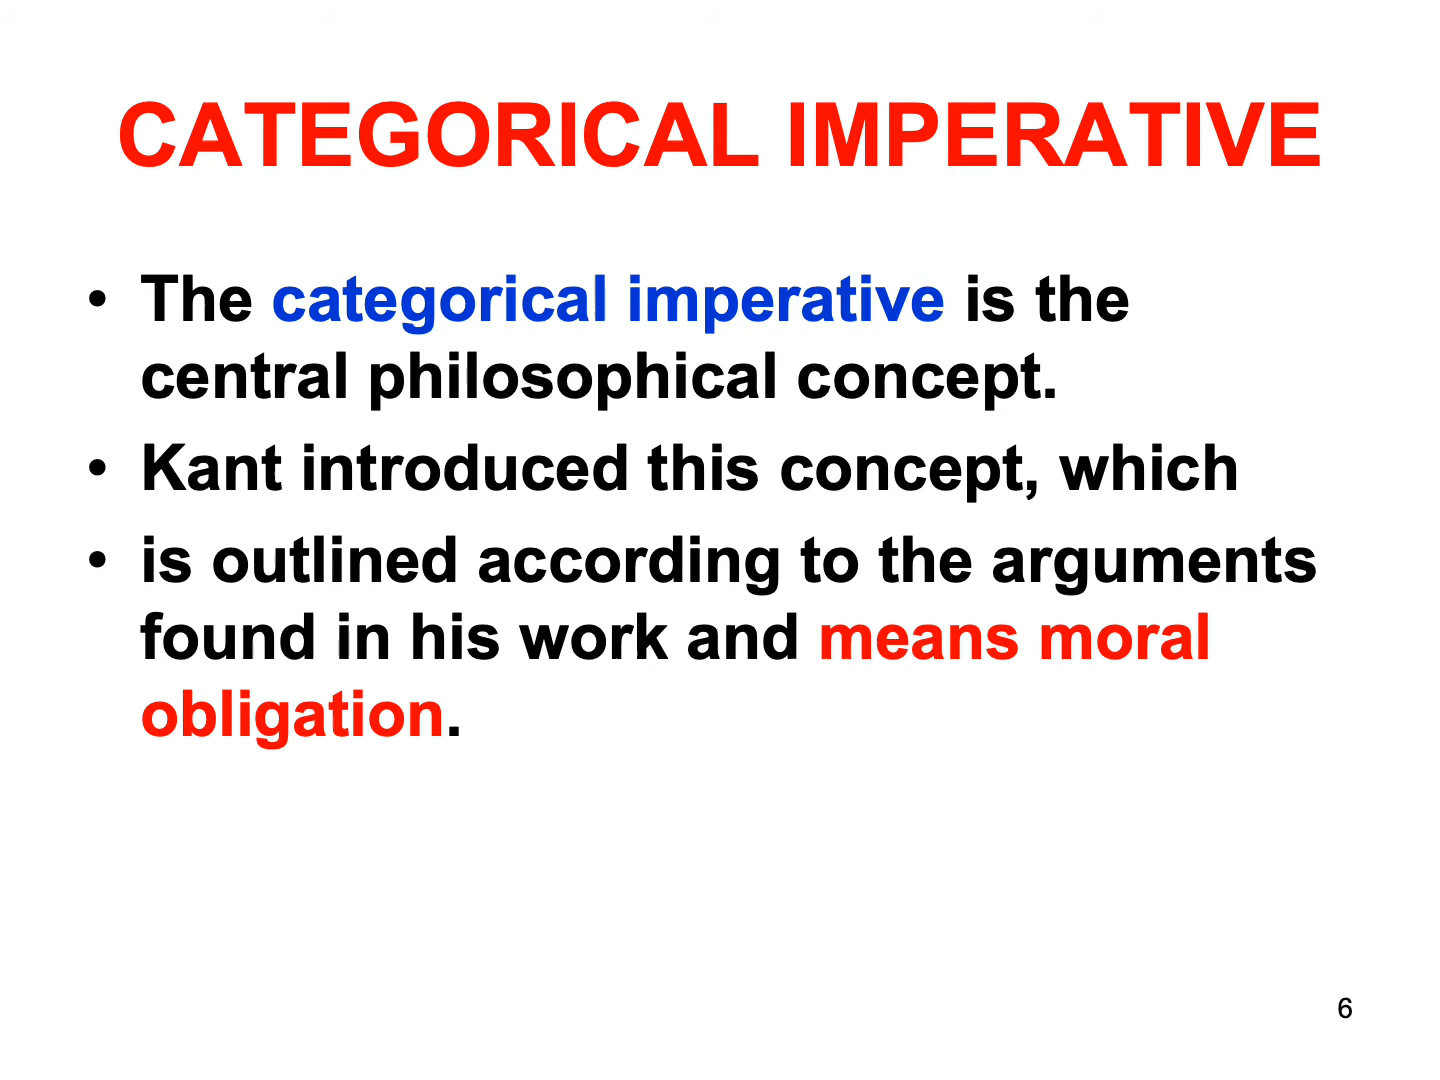 CATEGORICAL IMPERATIVE
• The categorical imperative is the
central philosophical concept.
• Kant introduced this concept, which
• is outlined according to the arguments
found in his work and means moral
obligation.
6